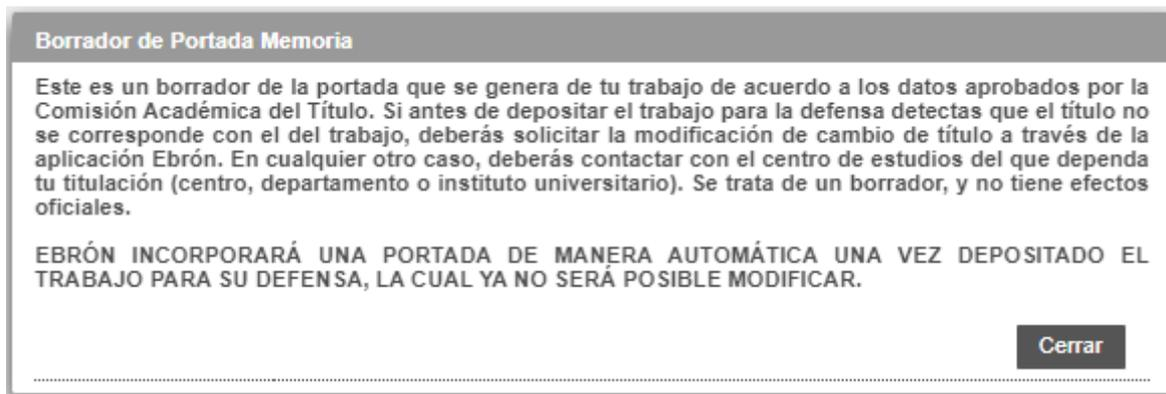 Borrador de Portada Memoria
Este es un borrador de la portada que se genera de tu trabajo de acuerdo a los datos aprobados por la
Comisión Académica del Título. Si antes de depositar el trabajo para la defensa detectas que el título no
se corresponde con el del trabajo, deberás solicitar la modificación de cambio de título a través de la
aplicación Ebrón. En cualquier otro caso, deberás contactar con el centro de estudios del que dependa
tu titulación (centro, departamento o instituto universitario). Se trata de un borrador, y no tiene efectos
oficiales.
EBRÓN INCORPORARÁ UNA PORTADA DE MANERA AUTOMÁTICA UNA VEZ DEPOSITADO EL
TRABAJO PARA SU DEFENSA, LA CUAL YA NO SERÁ POSIBLE MODIFICAR.
Cerrar